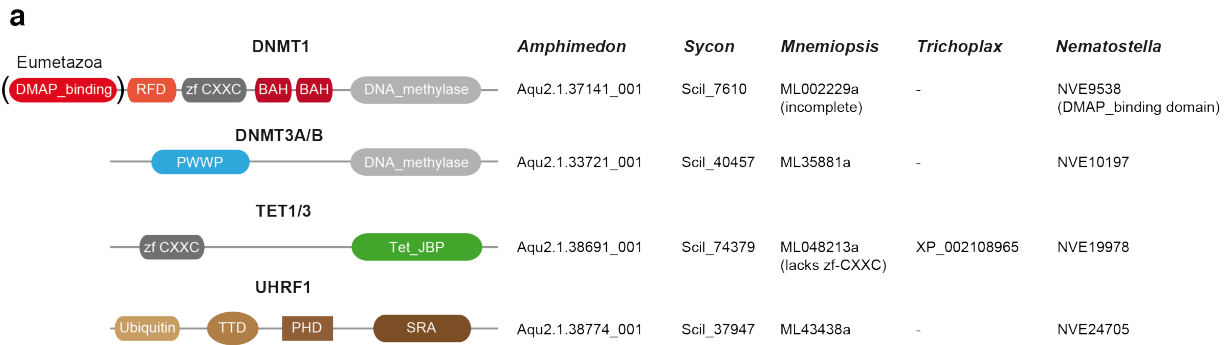 a
DNMT1 Amphimedon Sycon Mnemiopsis Trichoplax Nematostella
Eumetazoa
(DMAP_binding) RFD zf CXXC BAH BAH DNA_methylase Aqu2.1.37141_001 Scil_7610 ML002229a - NVE9538
(incomplete) (DMAP_binding domain)
DNMT3A/B
PWWP DNA_methylase Aqu2.1.33721_001 Scil_40457 ML35881a - NVE10197
TET1/3
zf CXXC Tet_JBP Aqu2.1.38691_001 Scil_74379 ML048213a XP_002108965 NVE19978
(lacks zf-CXXC)
UHRF1
Ubiquitin TTD PHD SRA Aqu2.1.38774_001 Scil_37947 ML43438a - NVE24705